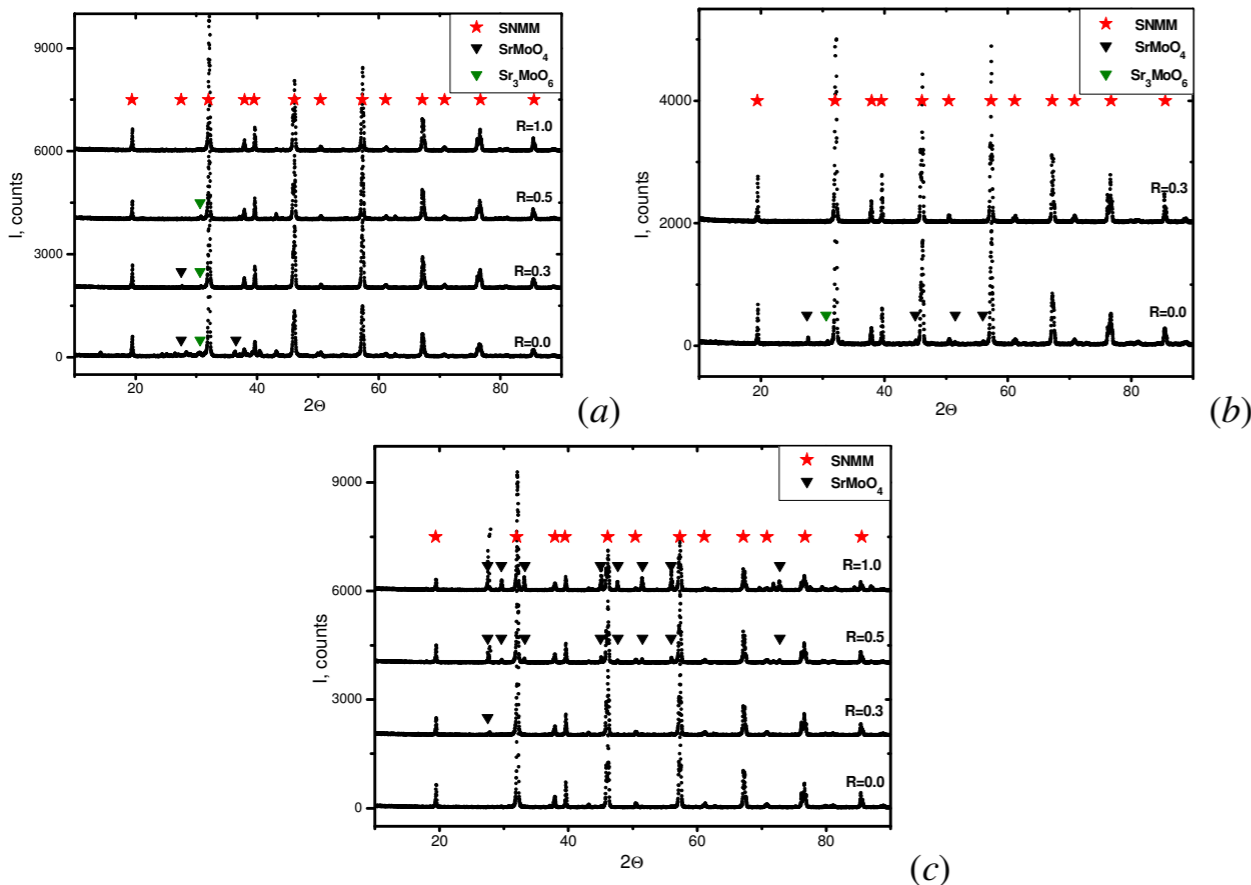 SNMM
SrMoO₄
Sr₃MoO₆
R=1.0
R=0.5
R=0.3
R=0.0
I, counts
9000
6000
3000
0
20
40
60
80
2Θ
(a)
SNMM
SrMoO₄
Sr₃MoO₆
R=0.3
R=0.0
I, counts
4000
2000
0
20
40
60
80
2Θ
(b)
SNMM
SrMoO₄
R=1.0
R=0.5
R=0.3
R=0.0
I, counts
9000
6000
3000
0
20
40
60
80
2Θ
(c)